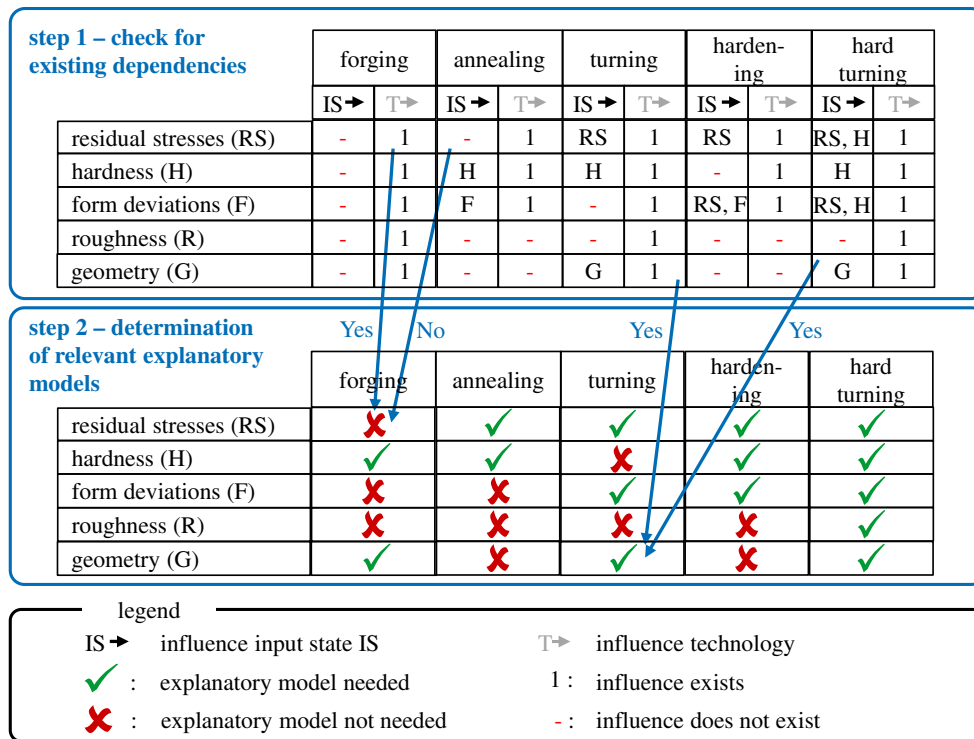 step 1 – check for
existing dependencies
forging annealing turning harden-
ing hard
turning
IS T IS T IS T IS T IS T
residual stresses (RS) - 1 - 1 RS 1 RS 1 RS, H 1
hardness (H) - 1 H 1 H 1 - 1 H 1
form deviations (F) - 1 F 1 - 1 RS, F 1 RS, H 1
roughness (R) - 1 - - - 1 - - - 1
geometry (G) - 1 - - G 1 - - G 1
step 2 – determination
of relevant explanatory
models
Yes No Yes Yes
forging annealing turning harden-
ing hard
turning
residual stresses (RS)
hardness (H)
form deviations (F)
roughness (R)
geometry (G)
legend
IS influence input state IS
T influence technology
: explanatory model needed
1 : influence exists
: explanatory model not needed
- : influence does not exist